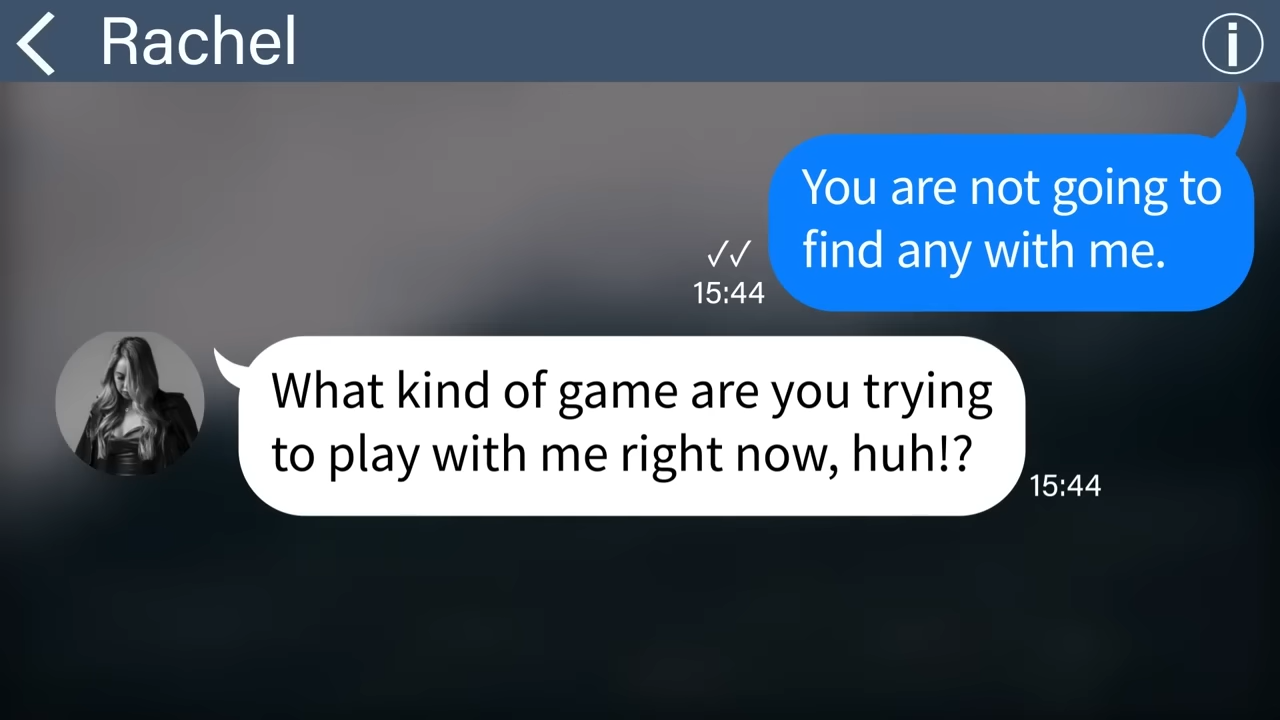 Rachel
You are not going to
find any with me.
✓✓
15:44
What kind of game are you trying
to play with me right now, huh!?
15:44